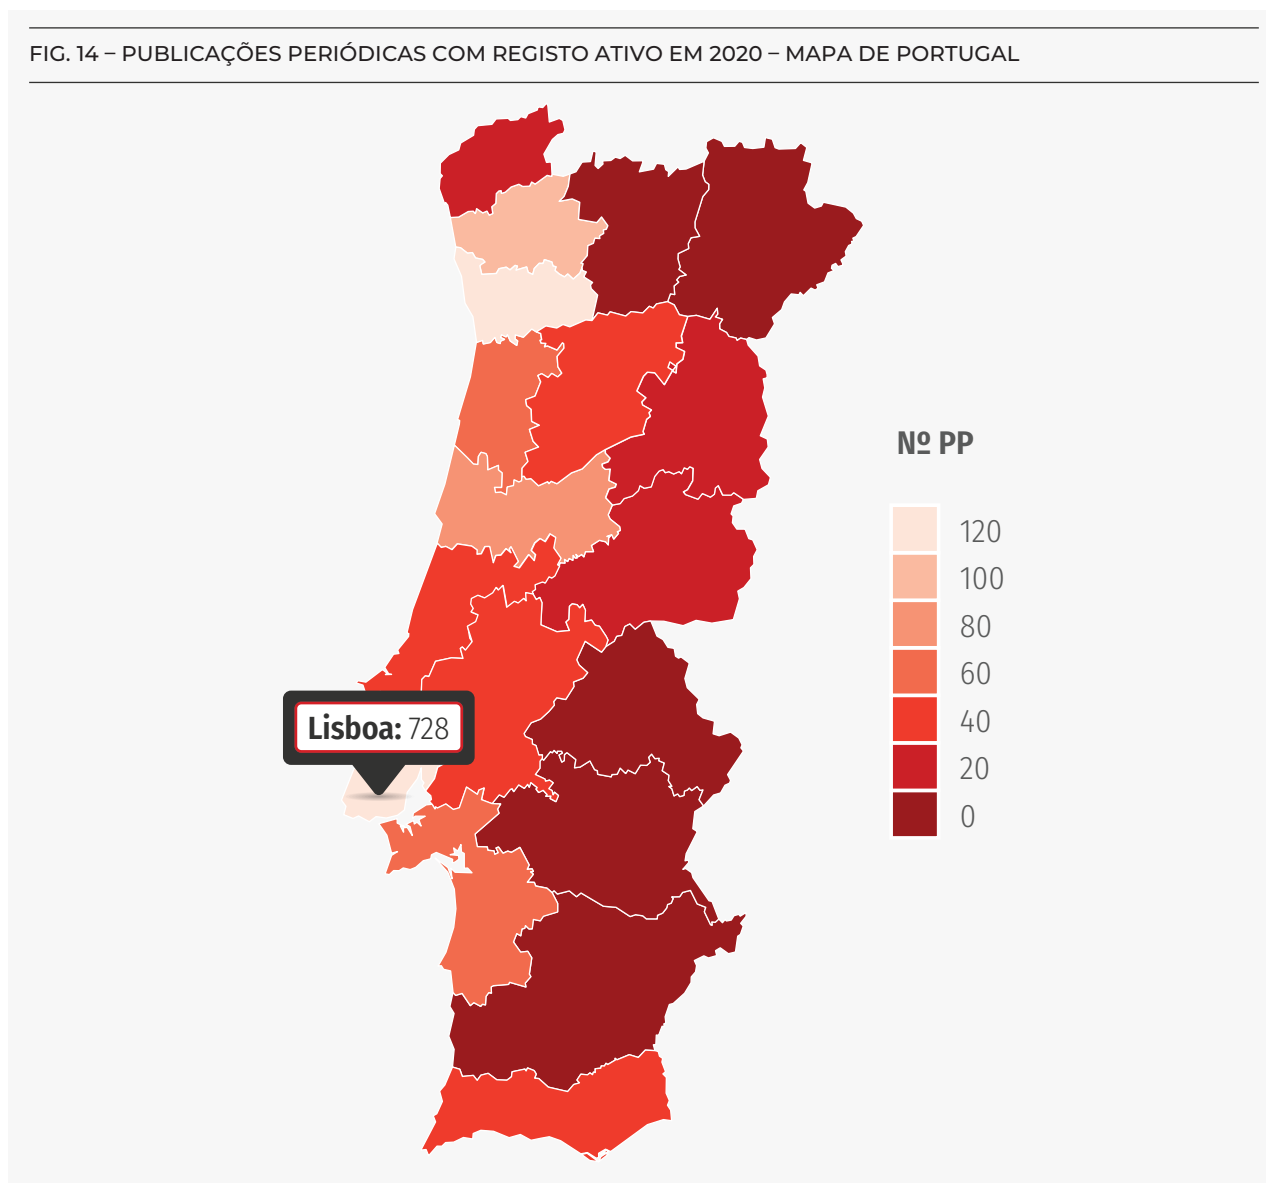 FIG. 14 – PUBLICAÇÕES PERIÓDICAS COM REGISTO ATIVO EM 2020 – MAPA DE PORTUGAL
Nº PP
120
100
80
60
40
20
0
Lisboa: 728